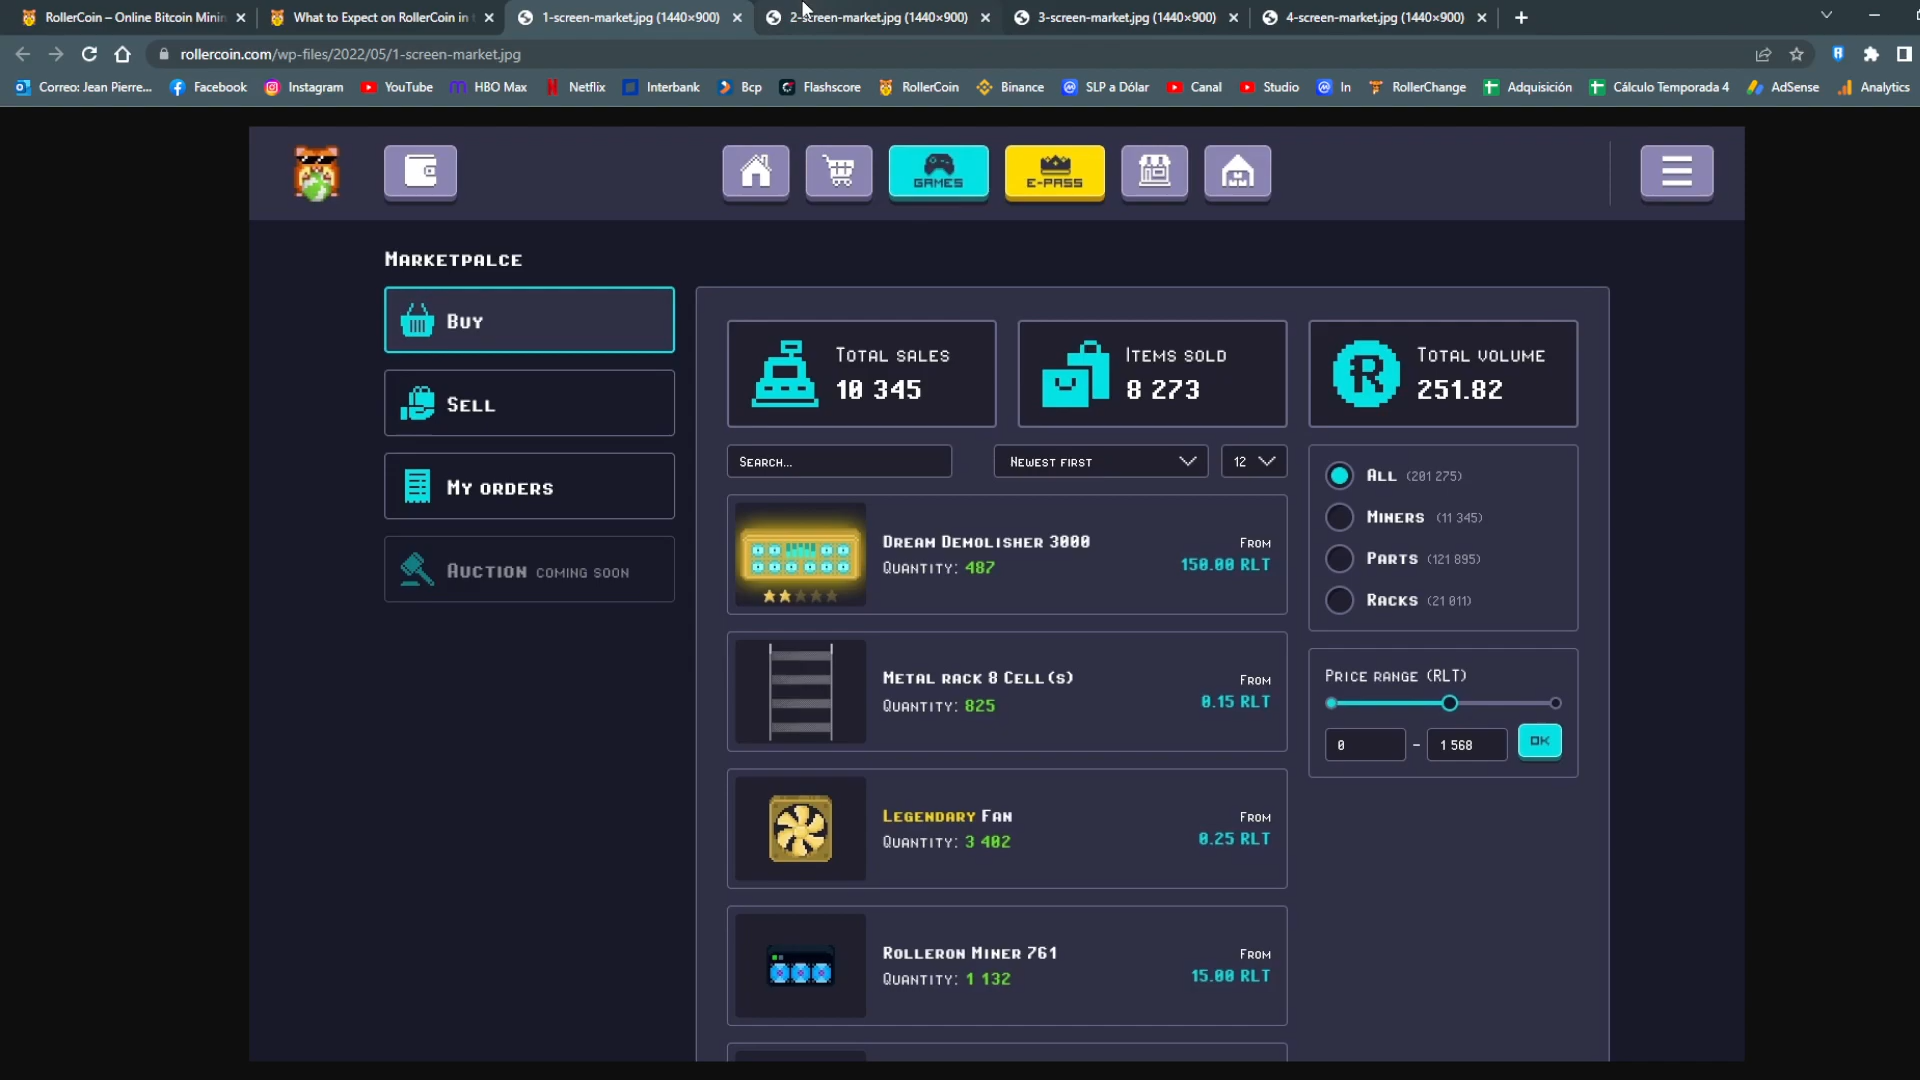 RollerCoin – Online Bitcoin Minin
What to Expect on RollerCoin in
1-screen-market.jpg (1440×900)
2-screen-market.jpg (1440×900)
3-screen-market.jpg (1440×900)
4-screen-market.jpg (1440×900)
rollercoin.com/wp-files/2022/05/1-screen-market.jpg
Correo: Jean Pierre...
Facebook
Instagram
YouTube
HBO Max
Netflix
Interbank
Bcp
Flashscore
RollerCoin
Binance
SLP a Dólar
Canal
Studio
In
RollerChange
Adquisición
Cálculo Temporada 4
AdSense
Analytics
GAMES
E-PASS
MARKETPALCE
BUY
SELL
MY ORDERS
AUCTION COMING SOON
TOTAL SALES
10 345
ITEMS SOLD
8 273
TOTAL VOLUME
251.82
SEARCH...
NEWEST FIRST
12
ALL (201 275)
MINERS (11 345)
PARTS (121 895)
RACKS (21 011)
PRICE RANGE (RLT)
0 - 1 568 OK
DREAM DEMOLISHER 3000
QUANTITY: 487
FROM
150.00 RLT
METAL RACK 8 CELL(S)
QUANTITY: 825
FROM
0.15 RLT
LEGENDARY FAN
QUANTITY: 3 402
FROM
0.25 RLT
ROLLERON MINER 761
QUANTITY: 1 132
FROM
15.00 RLT